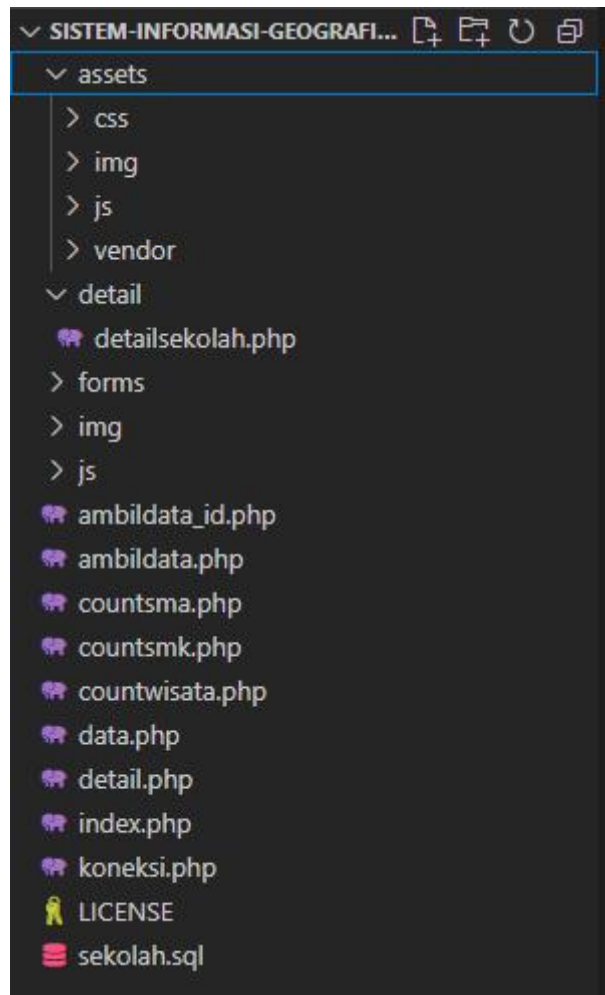 SISTEM-INFORMASI-GEOGRAFI...
assets
css
img
js
vendor
detail
detailsekolah.php
forms
img
js
ambildata_id.php
ambildata.php
countsma.php
countsmk.php
countwisata.php
data.php
detail.php
index.php
koneksi.php
LICENSE
sekolah.sql